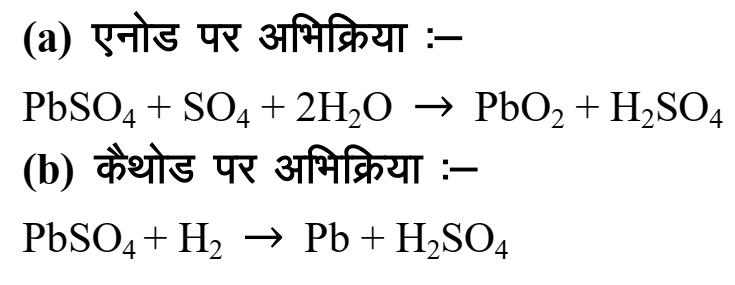 (a) एनोड पर अभिक्रिया :–
PbSO₄ + SO₄ + 2H₂O → PbO₂ + H₂SO₄
(b) कैथोड पर अभिक्रिया :–
PbSO₄ + H₂ → Pb + H₂SO₄